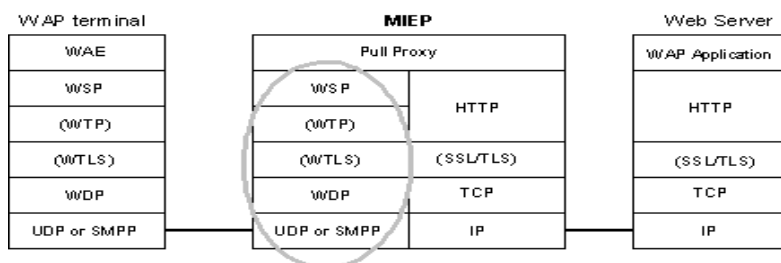 WAP terminal
MIEP
Web Server
WAE
Pull Proxy
WAP Application
WSP
WSP
HTTP
HTTP
(WTP)
(WTP)
(WTLS)
(WTLS)
(SSL/TLS)
(SSL/TLS)
WDP
WDP
TCP
TCP
UDP or SMPP
UDP or SMPP
IP
IP